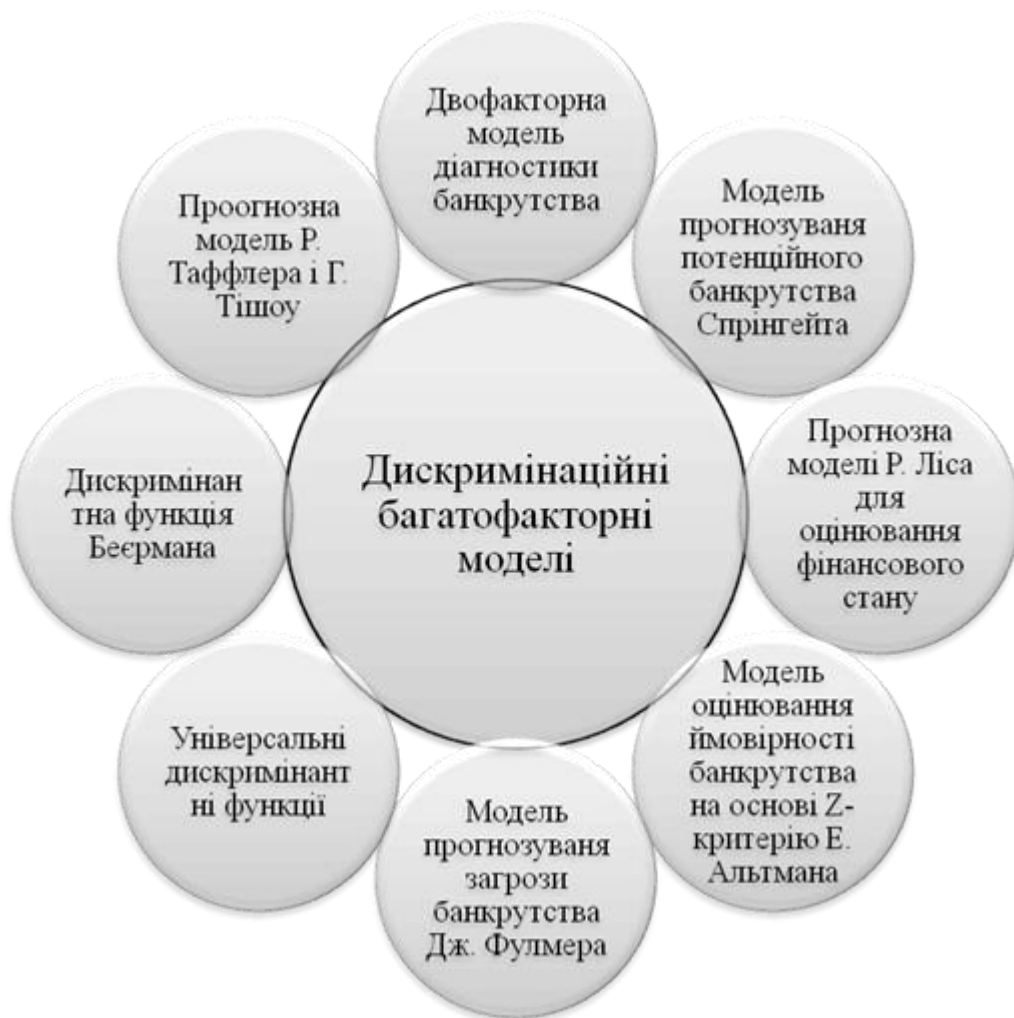 Двофакторна
модель
діагностики
банкрутства
Модель
прогнозуваня
потенційного
банкрутства
Спрінгейта
Прогнозна
моделі Р. Ліса
для
оцінювання
фінансового
стану
Модель
оцінювання
ймовірності
банкрутства
на основі Z-
критерію Е.
Альтмана
Модель
прогнозуваня
загрози
банкрутства
Дж. Фулмера
Універсальні
дискримінант
ні функції
Дискримінан
тна функція
Беєрмана
Проогнозна
модель Р.
Таффлера і Г.
Тішоу
Дискримінаційні
багатофакторні
моделі